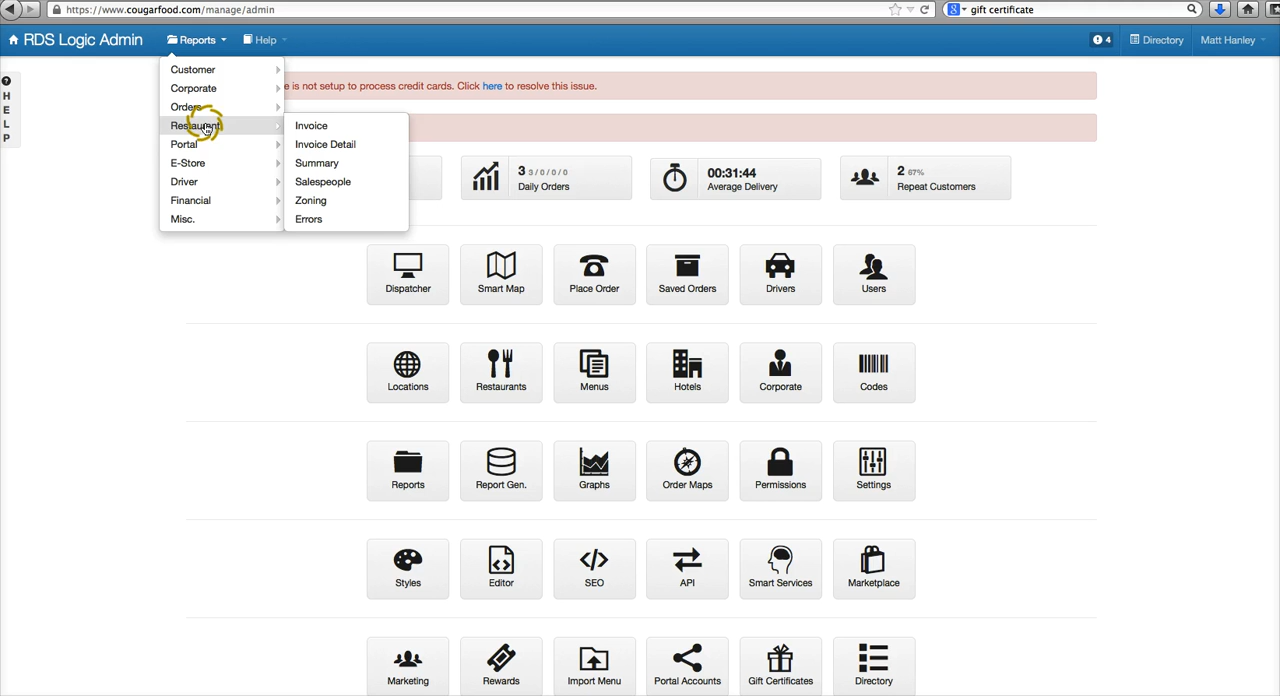 https://www.cougarfood.com/manage/admin
gift certificate
RDS Logic Admin
Reports
Help
4
Directory
Matt Hanley
H
E
L
P
e is not setup to process credit cards. Click here to resolve this issue.
Customer
Corporate
Orders
Restaurant
Portal
E-Store
Driver
Financial
Misc.
Invoice
Invoice Detail
Summary
Salespeople
Zoning
Errors
3 3 / 0 / 0 / 0
Daily Orders
00:31:44
Average Delivery
2 67%
Repeat Customers
Dispatcher
Smart Map
Place Order
Saved Orders
Drivers
Users
Locations
Restaurants
Menus
Hotels
Corporate
Codes
Reports
Report Gen.
Graphs
Order Maps
Permissions
Settings
Styles
Editor
SEO
API
Smart Services
Marketplace
Marketing
Rewards
Import Menu
Portal Accounts
Gift Certificates
Directory